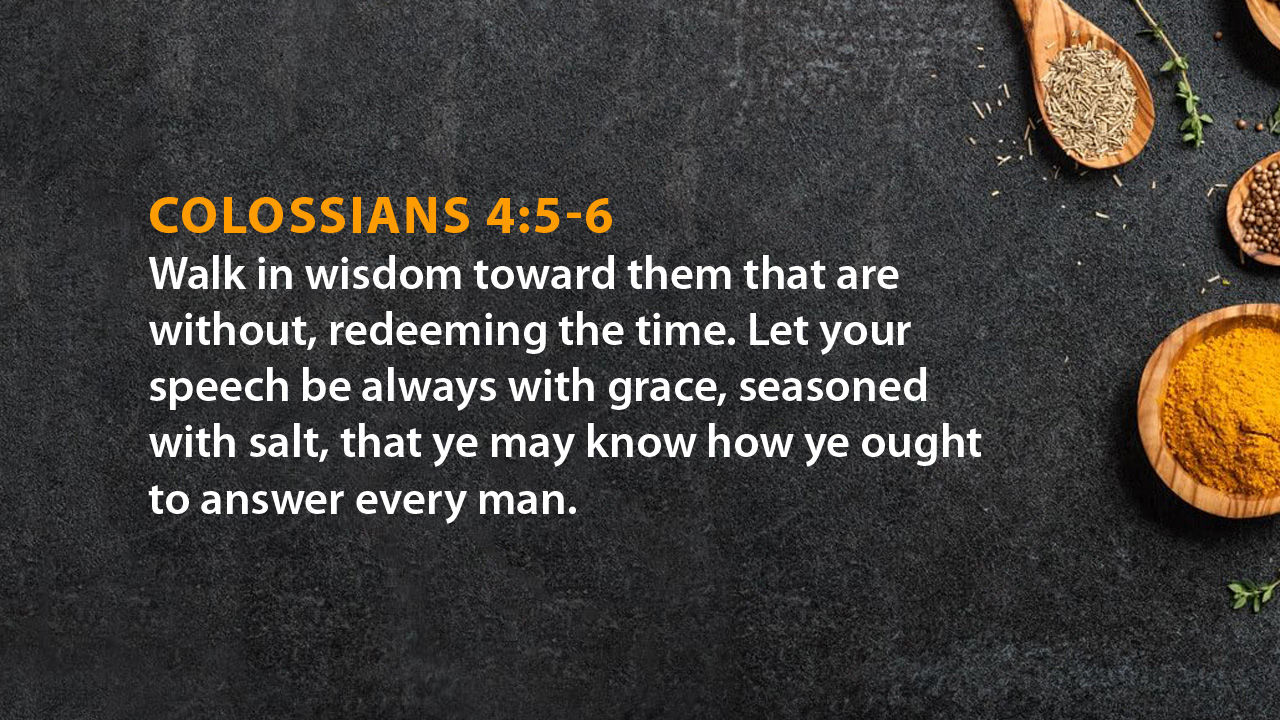 COLOSSIANS 4:5-6
Walk in wisdom toward them that are
without, redeeming the time. Let your
speech be always with grace, seasoned
with salt, that ye may know how ye ought
to answer every man.